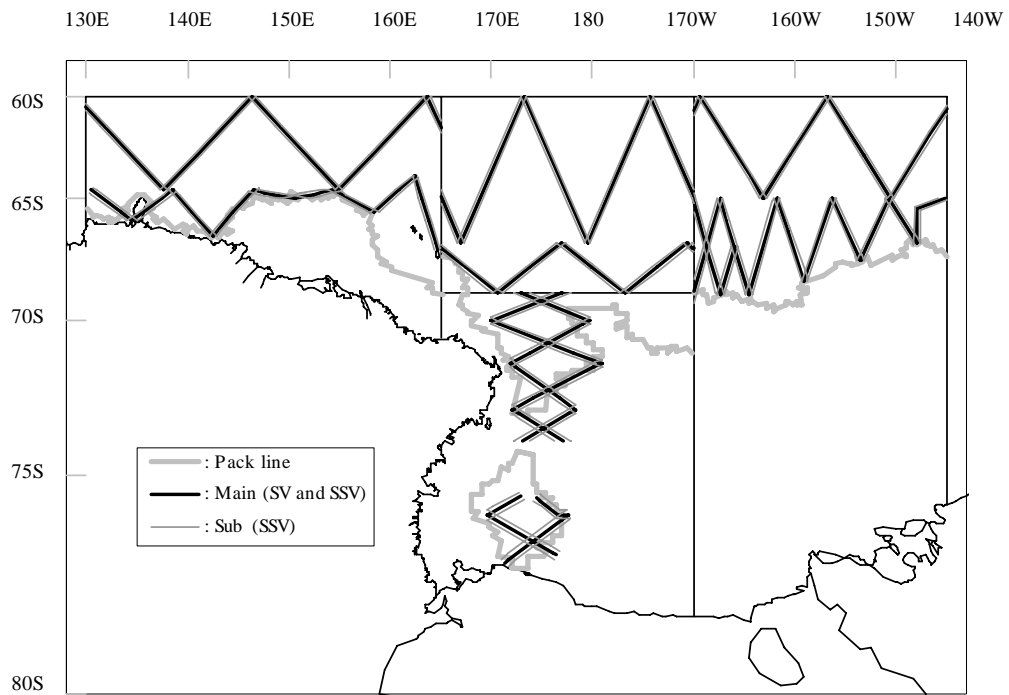 130E 140E 150E 160E 170E 180 170W 160W 150W 140W
60S
65S
70S
75S
80S
: Pack line
: Main (SV and SSV)
: Sub (SSV)